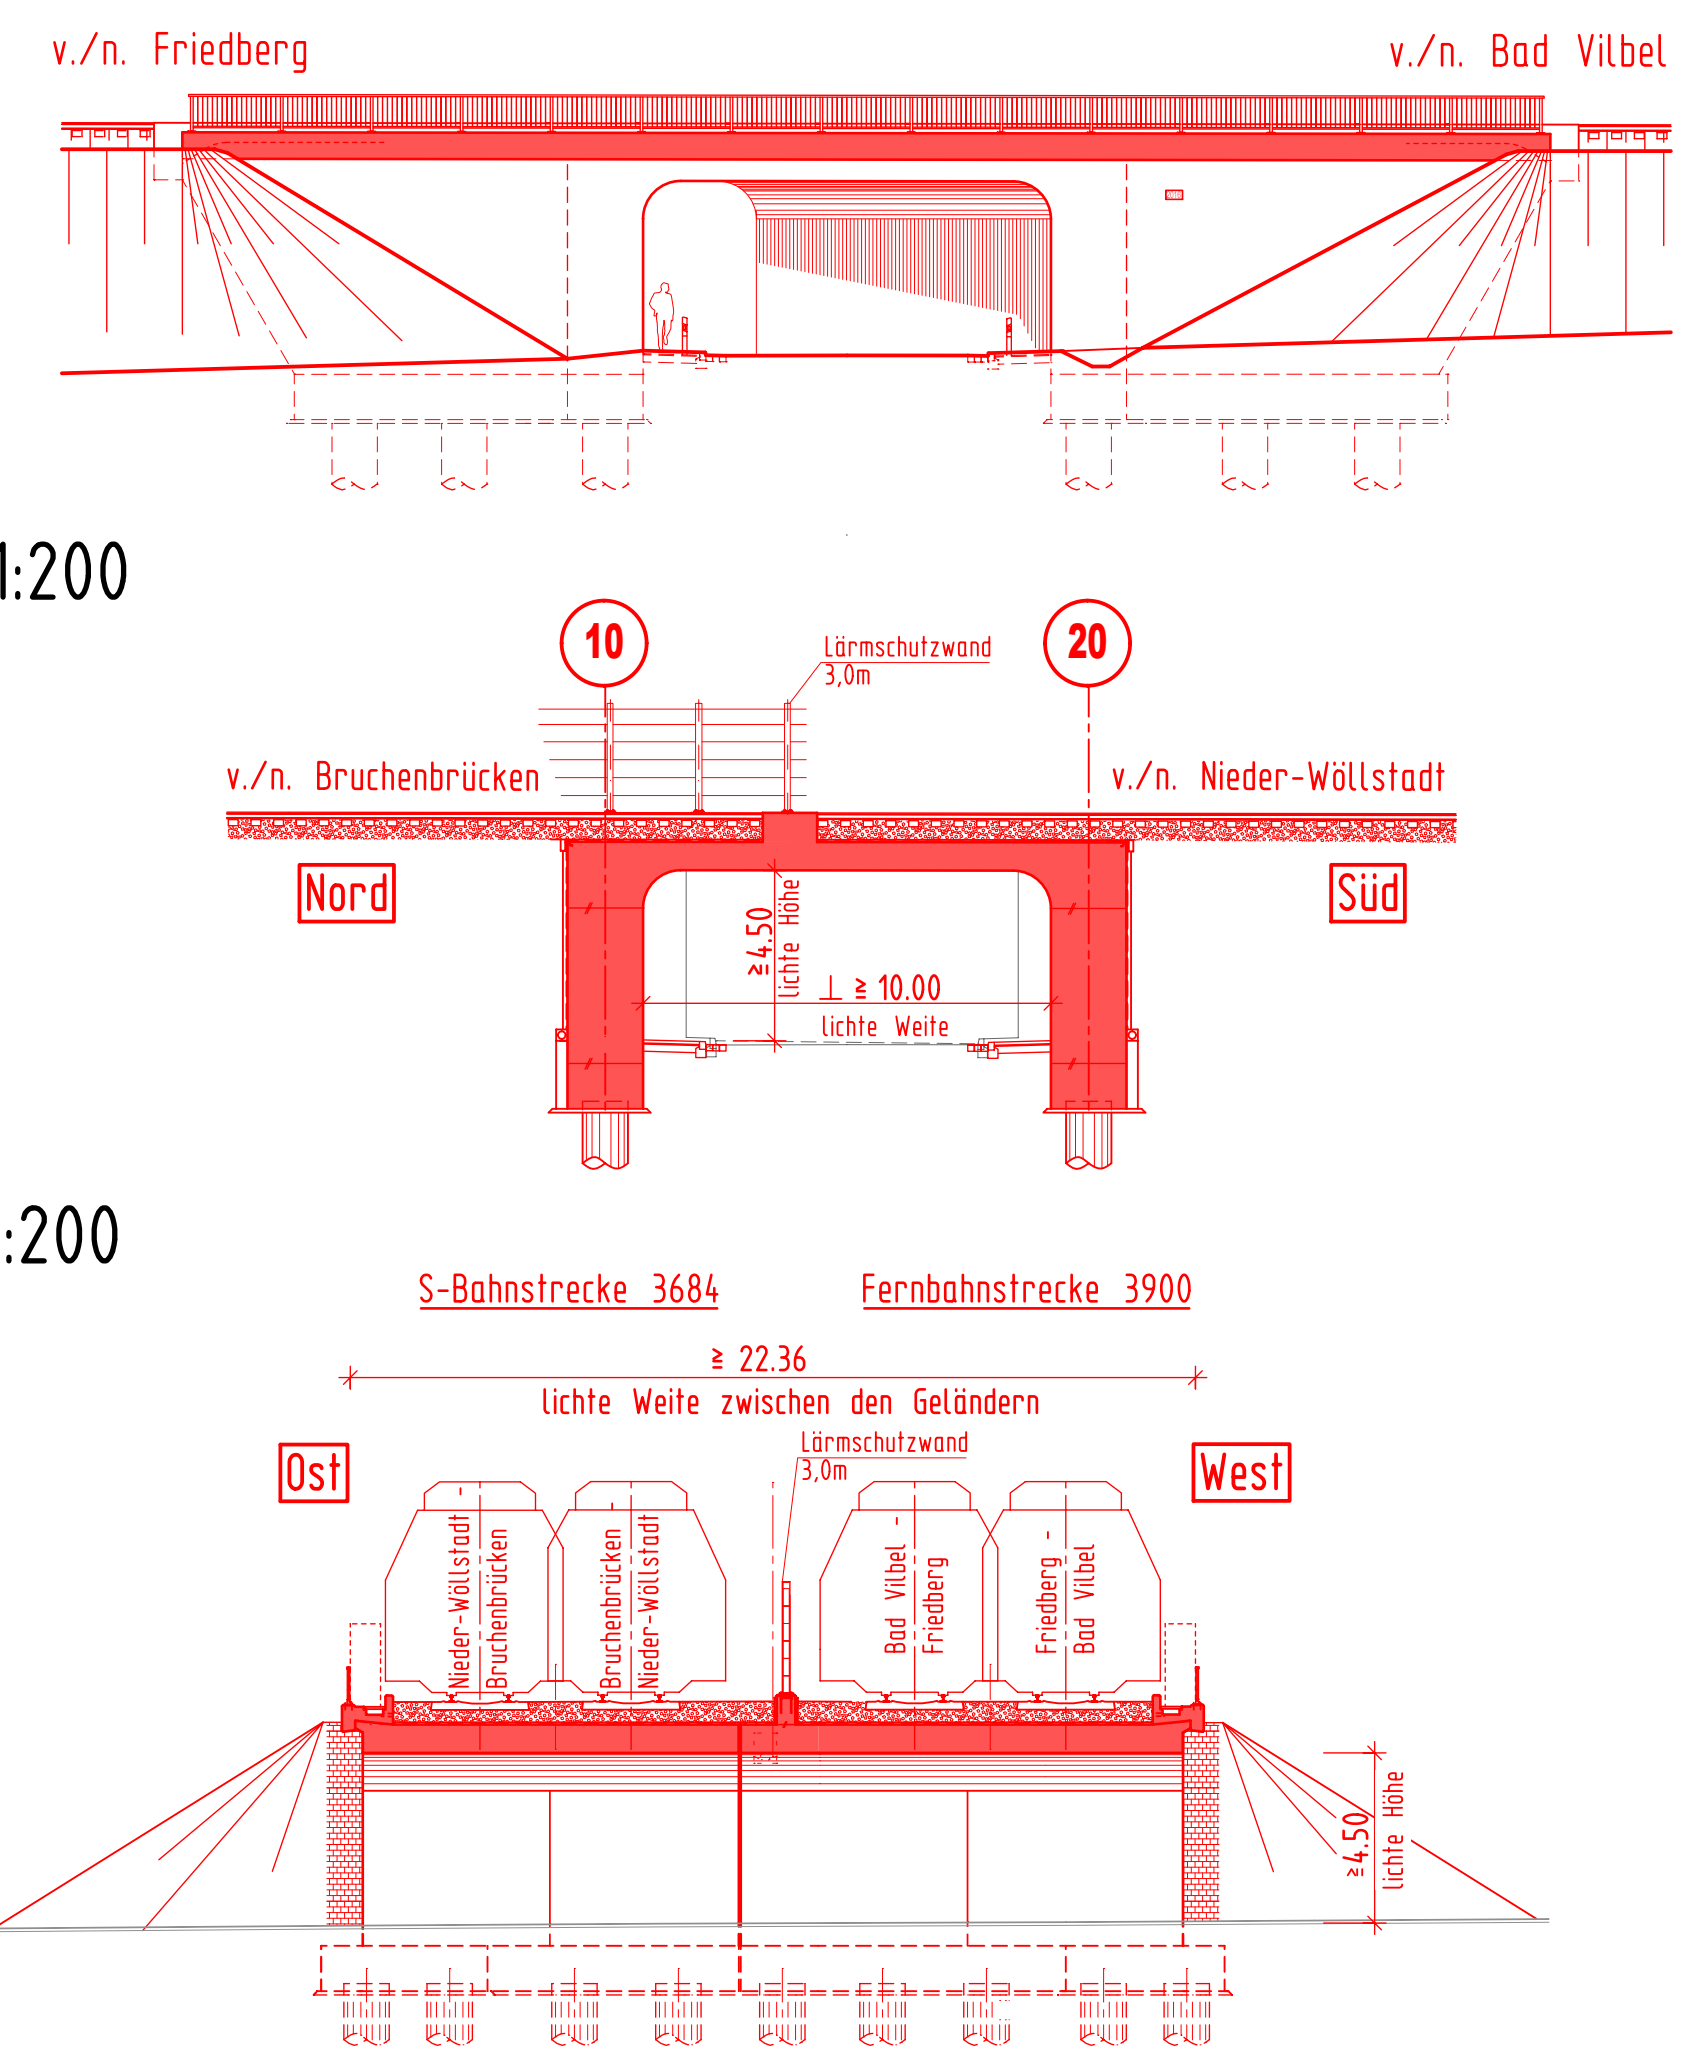 v./n. Friedberg
v./n. Bad Vilbel
1:200
10
20
Lärmschutzwand
3,0m
v./n. Bruchenbrücken
v./n. Nieder-Wöllstadt
Nord
Süd
≥4.50
lichte Höhe
⊥ ≥ 10.00
lichte Weite
:200
S-Bahnstrecke 3684
Fernbahnstrecke 3900
≥ 22.36
lichte Weite zwischen den Geländern
Lärmschutzwand
3,0m
Ost
West
Nieder-Wöllstadt -
Bruchenbrücken
Bruchenbrücken -
Nieder-Wöllstadt
Bad Vilbel -
Friedberg
Friedberg -
Bad Vilbel
≥4.50
lichte Höhe